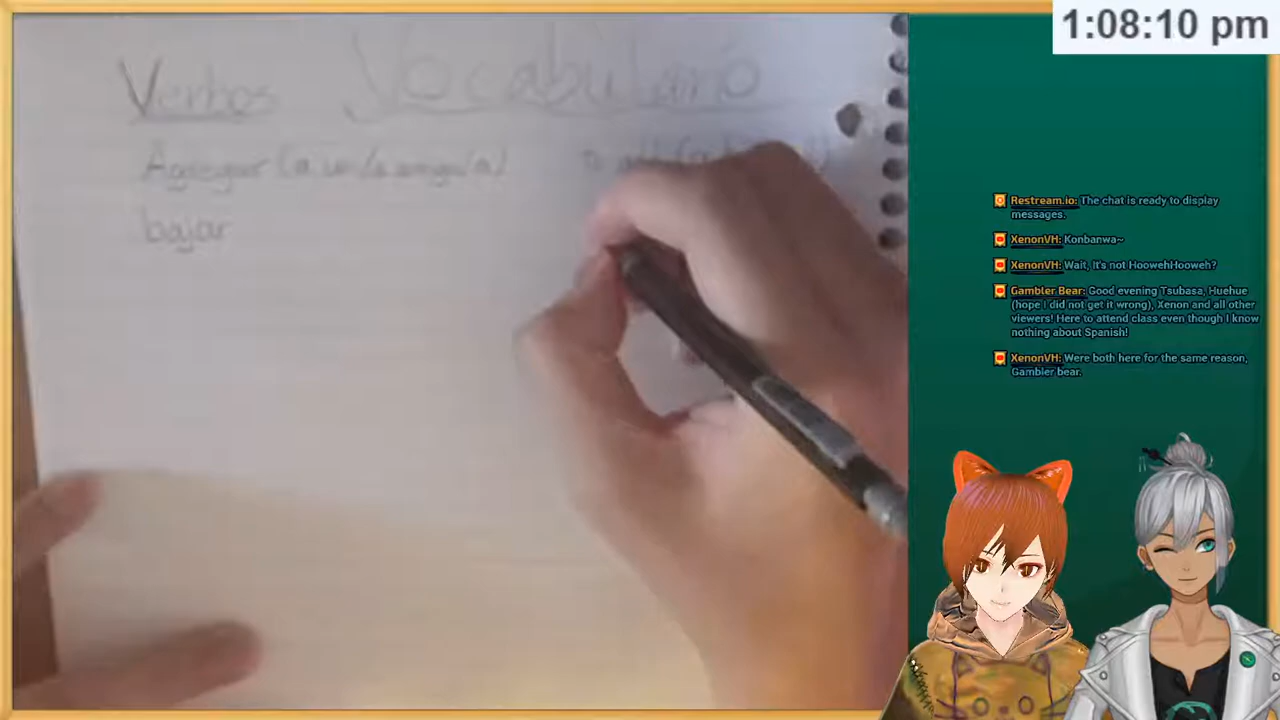 1:08:10 pm
Verbos Vocabulario
Agregar (a un/a amigo/a) to
bajar
Restream.io: The chat is ready to display
messages.
XenonVH: Konbanwa~
XenonVH: Wait, It's not HoowehHooweh?
Gambler Bear: Good evening Tsubasa, Huehue
(hope I did not get it wrong), Xenon and all other
viewers! Here to attend class even though I know
nothing about Spanish!
XenonVH: Were both here for the same reason,
Gambler bear.